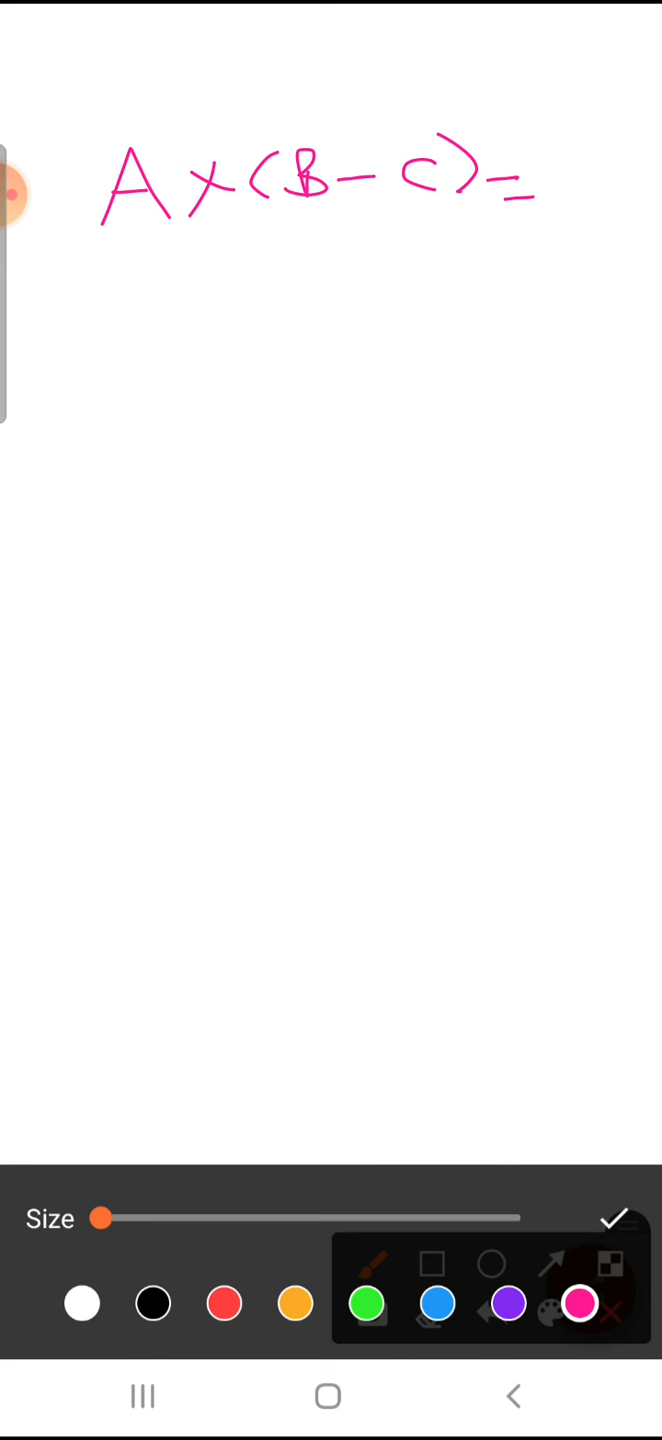 A × (B - C) =
Size